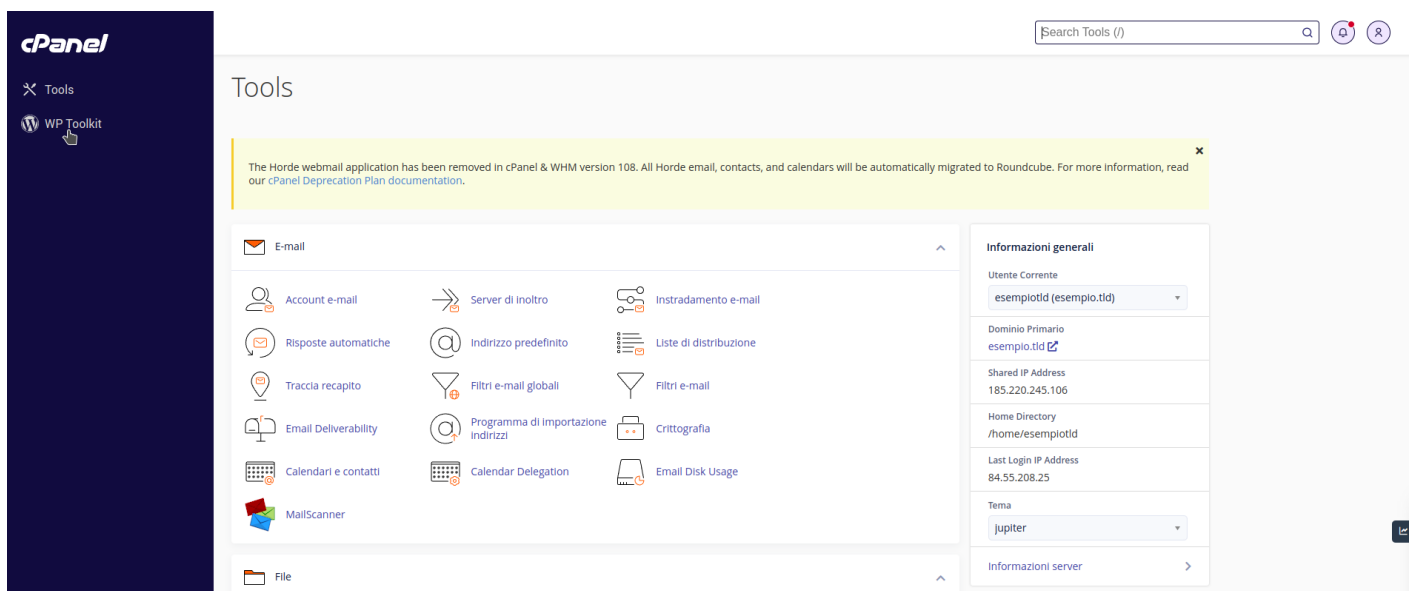 cPanel
Search Tools (/)
Tools
WP Toolkit
Tools
The Horde webmail application has been removed in cPanel & WHM version 108. All Horde email, contacts, and calendars will be automatically migrated to Roundcube. For more information, read
our cPanel Deprecation Plan documentation.
E-mail
Account e-mail
Server di inoltro
Instradamento e-mail
Risposte automatiche
Indirizzo predefinito
Liste di distribuzione
Traccia recapito
Filtri e-mail globali
Filtri e-mail
Email Deliverability
Programma di importazione
indirizzi
Crittografia
Calendari e contatti
Calendar Delegation
Email Disk Usage
MailScanner
File
Informazioni generali
Utente Corrente
esempiotld (esempio.tld)
Dominio Primario
esempio.tld
Shared IP Address
185.220.245.106
Home Directory
/home/esempiotld
Last Login IP Address
84.55.208.25
Tema
jupiter
Informazioni server